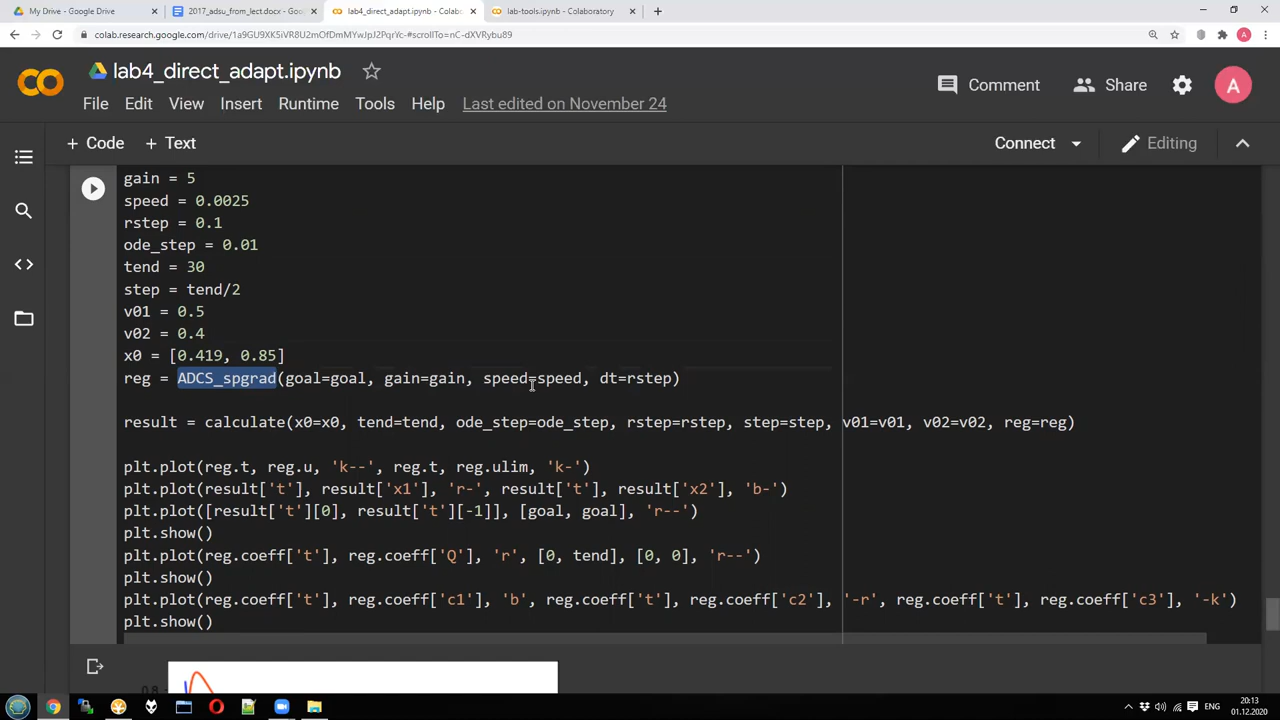 My Drive - Google Drive
2017_adsu_from_lect.docx - Goog
lab4_direct_adapt.ipynb - Colabo
lab-tools.ipynb - Colaboratory
colab.research.google.com/drive/1a9GU9XK5iVR8U2mOfDmMYwJpJ2PqrYc-#scrollTo=nC-dXVRybu89
A
CO
lab4_direct_adapt.ipynb
Comment
Share
A
File Edit View Insert Runtime Tools Help Last edited on November 24
+ Code + Text
Connect
Editing
gain = 5
speed = 0.0025
rstep = 0.1
ode_step = 0.01
tend = 30
step = tend/2
v01 = 0.5
v02 = 0.4
x0 = [0.419, 0.85]
reg = ADCS_spgrad(goal=goal, gain=gain, speed=speed, dt=rstep)
result = calculate(x0=x0, tend=tend, ode_step=ode_step, rstep=rstep, step=step, v01=v01, v02=v02, reg=reg)
plt.plot(reg.t, reg.u, 'k--', reg.t, reg.ulim, 'k-')
plt.plot(result['t'], result['x1'], 'r-', result['t'], result['x2'], 'b-')
plt.plot([result['t'][0], result['t'][-1]], [goal, goal], 'r--')
plt.show()
plt.plot(reg.coeff['t'], reg.coeff['Q'], 'r', [0, tend], [0, 0], 'r--')
plt.show()
plt.plot(reg.coeff['t'], reg.coeff['c1'], 'b', reg.coeff['t'], reg.coeff['c2'], '-r', reg.coeff['t'], reg.coeff['c3'], '-k')
plt.show()
0.8
ENG
20:13
01.12.2020